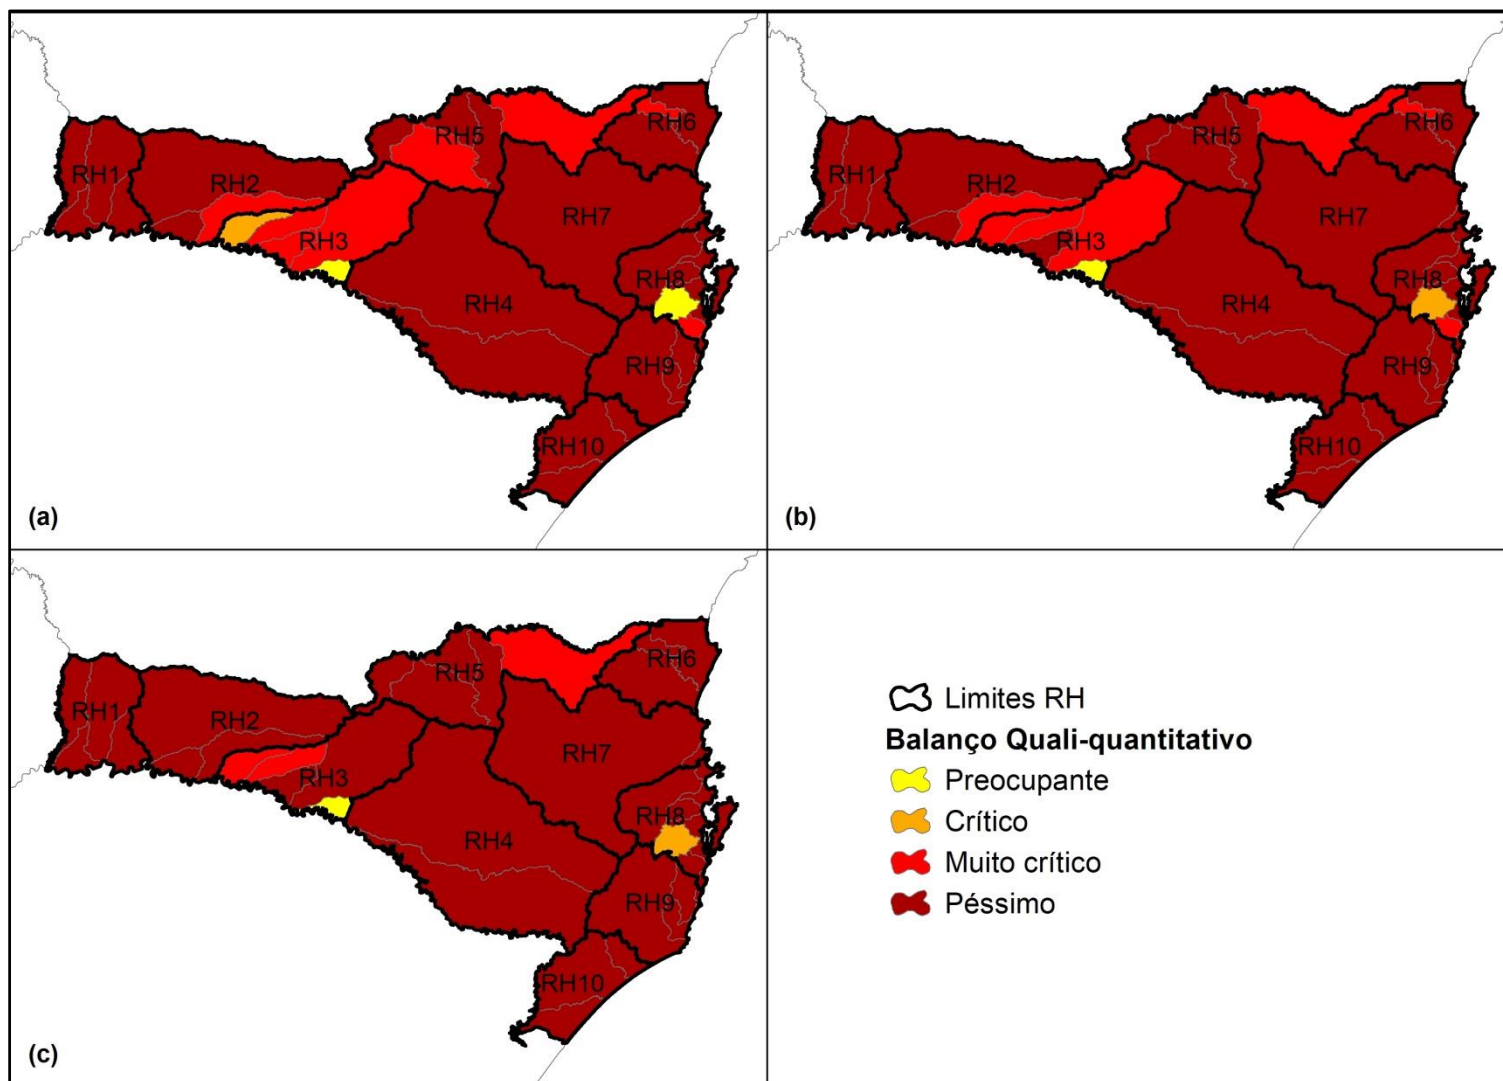 RH1
RH2
RH3
RH4
RH5
RH6
RH7
RH8
RH9
RH10
(a)
RH1
RH2
RH3
RH4
RH5
RH6
RH7
RH8
RH9
RH10
(b)
RH1
RH2
RH3
RH4
RH5
RH6
RH7
RH8
RH9
RH10
(c)
Limites RH
Balanço Quali-quantitativo
Preocupante
Crítico
Muito crítico
Péssimo